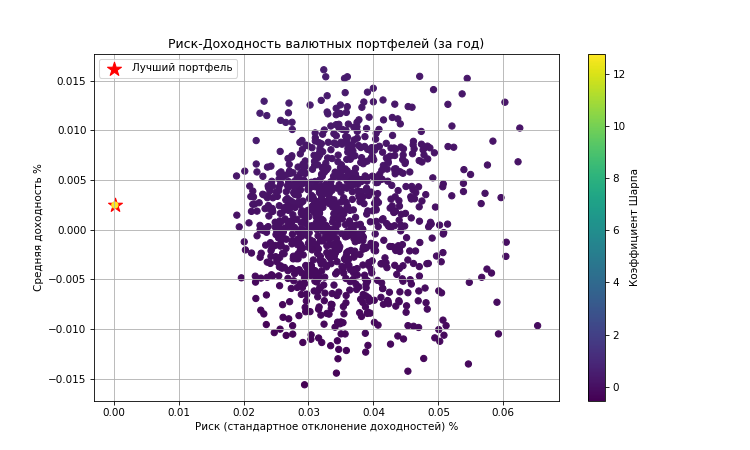 Риск-Доходность валютных портфелей (за год)
Лучший портфель
Средняя доходность %
0.015
0.010
0.005
0.000
−0.005
−0.010
−0.015
0.00 0.01 0.02 0.03 0.04 0.05 0.06
Риск (стандартное отклонение доходностей) %
12
10
8
6
4
2
0
Коэффициент Шарпа